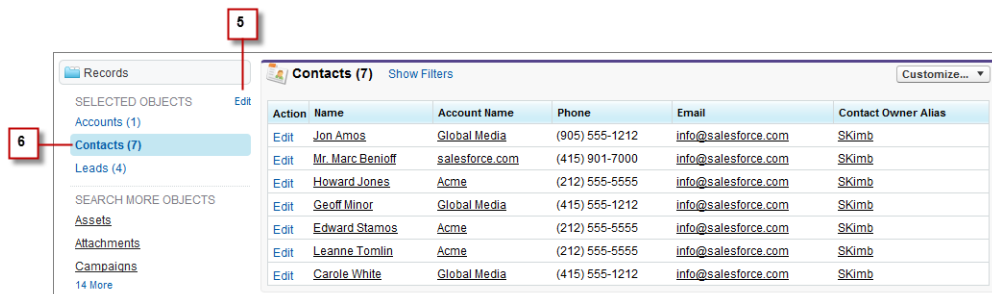 5
Records
SELECTED OBJECTS Edit
Accounts (1)
6
Contacts (7)
Leads (4)
SEARCH MORE OBJECTS
Assets
Attachments
Campaigns
14 More
Contacts (7) Show Filters Customize...
Action Name Account Name Phone Email Contact Owner Alias
Edit Jon Amos Global Media (905) 555-1212 info@salesforce.com SKimb
Edit Mr. Marc Benioff salesforce.com (415) 901-7000 info@salesforce.com SKimb
Edit Howard Jones Acme (212) 555-5555 info@salesforce.com SKimb
Edit Geoff Minor Global Media (415) 555-1212 info@salesforce.com SKimb
Edit Edward Stamos Acme (212) 555-5555 info@salesforce.com SKimb
Edit Leanne Tomlin Acme (212) 555-5555 info@salesforce.com SKimb
Edit Carole White Global Media (415) 555-1212 info@salesforce.com SKimb